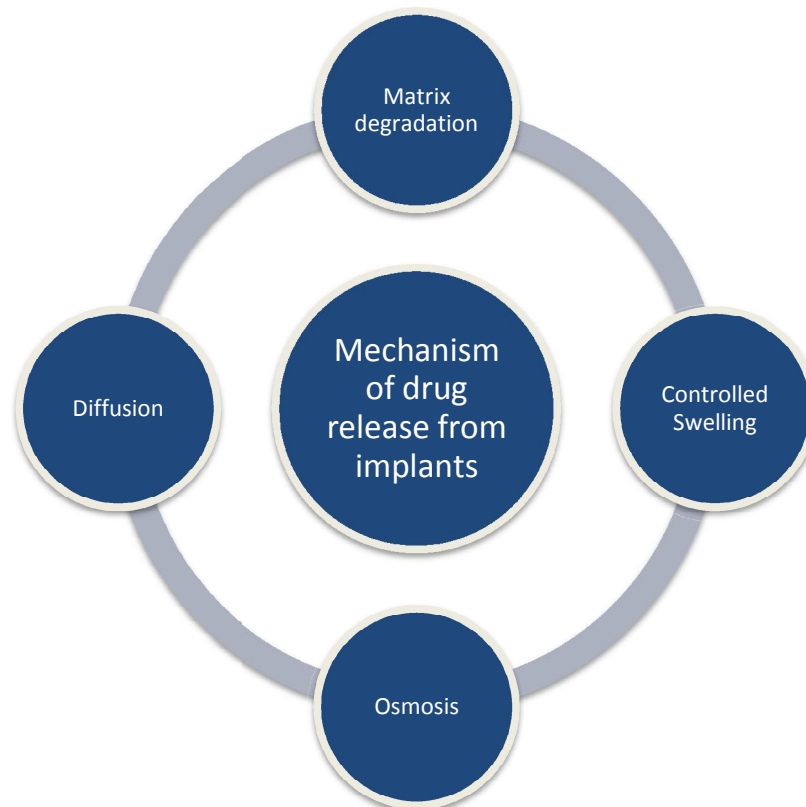 Matrix
degradation
Mechanism
of drug
release from
implants
Diffusion
Controlled
Swelling
Osmosis